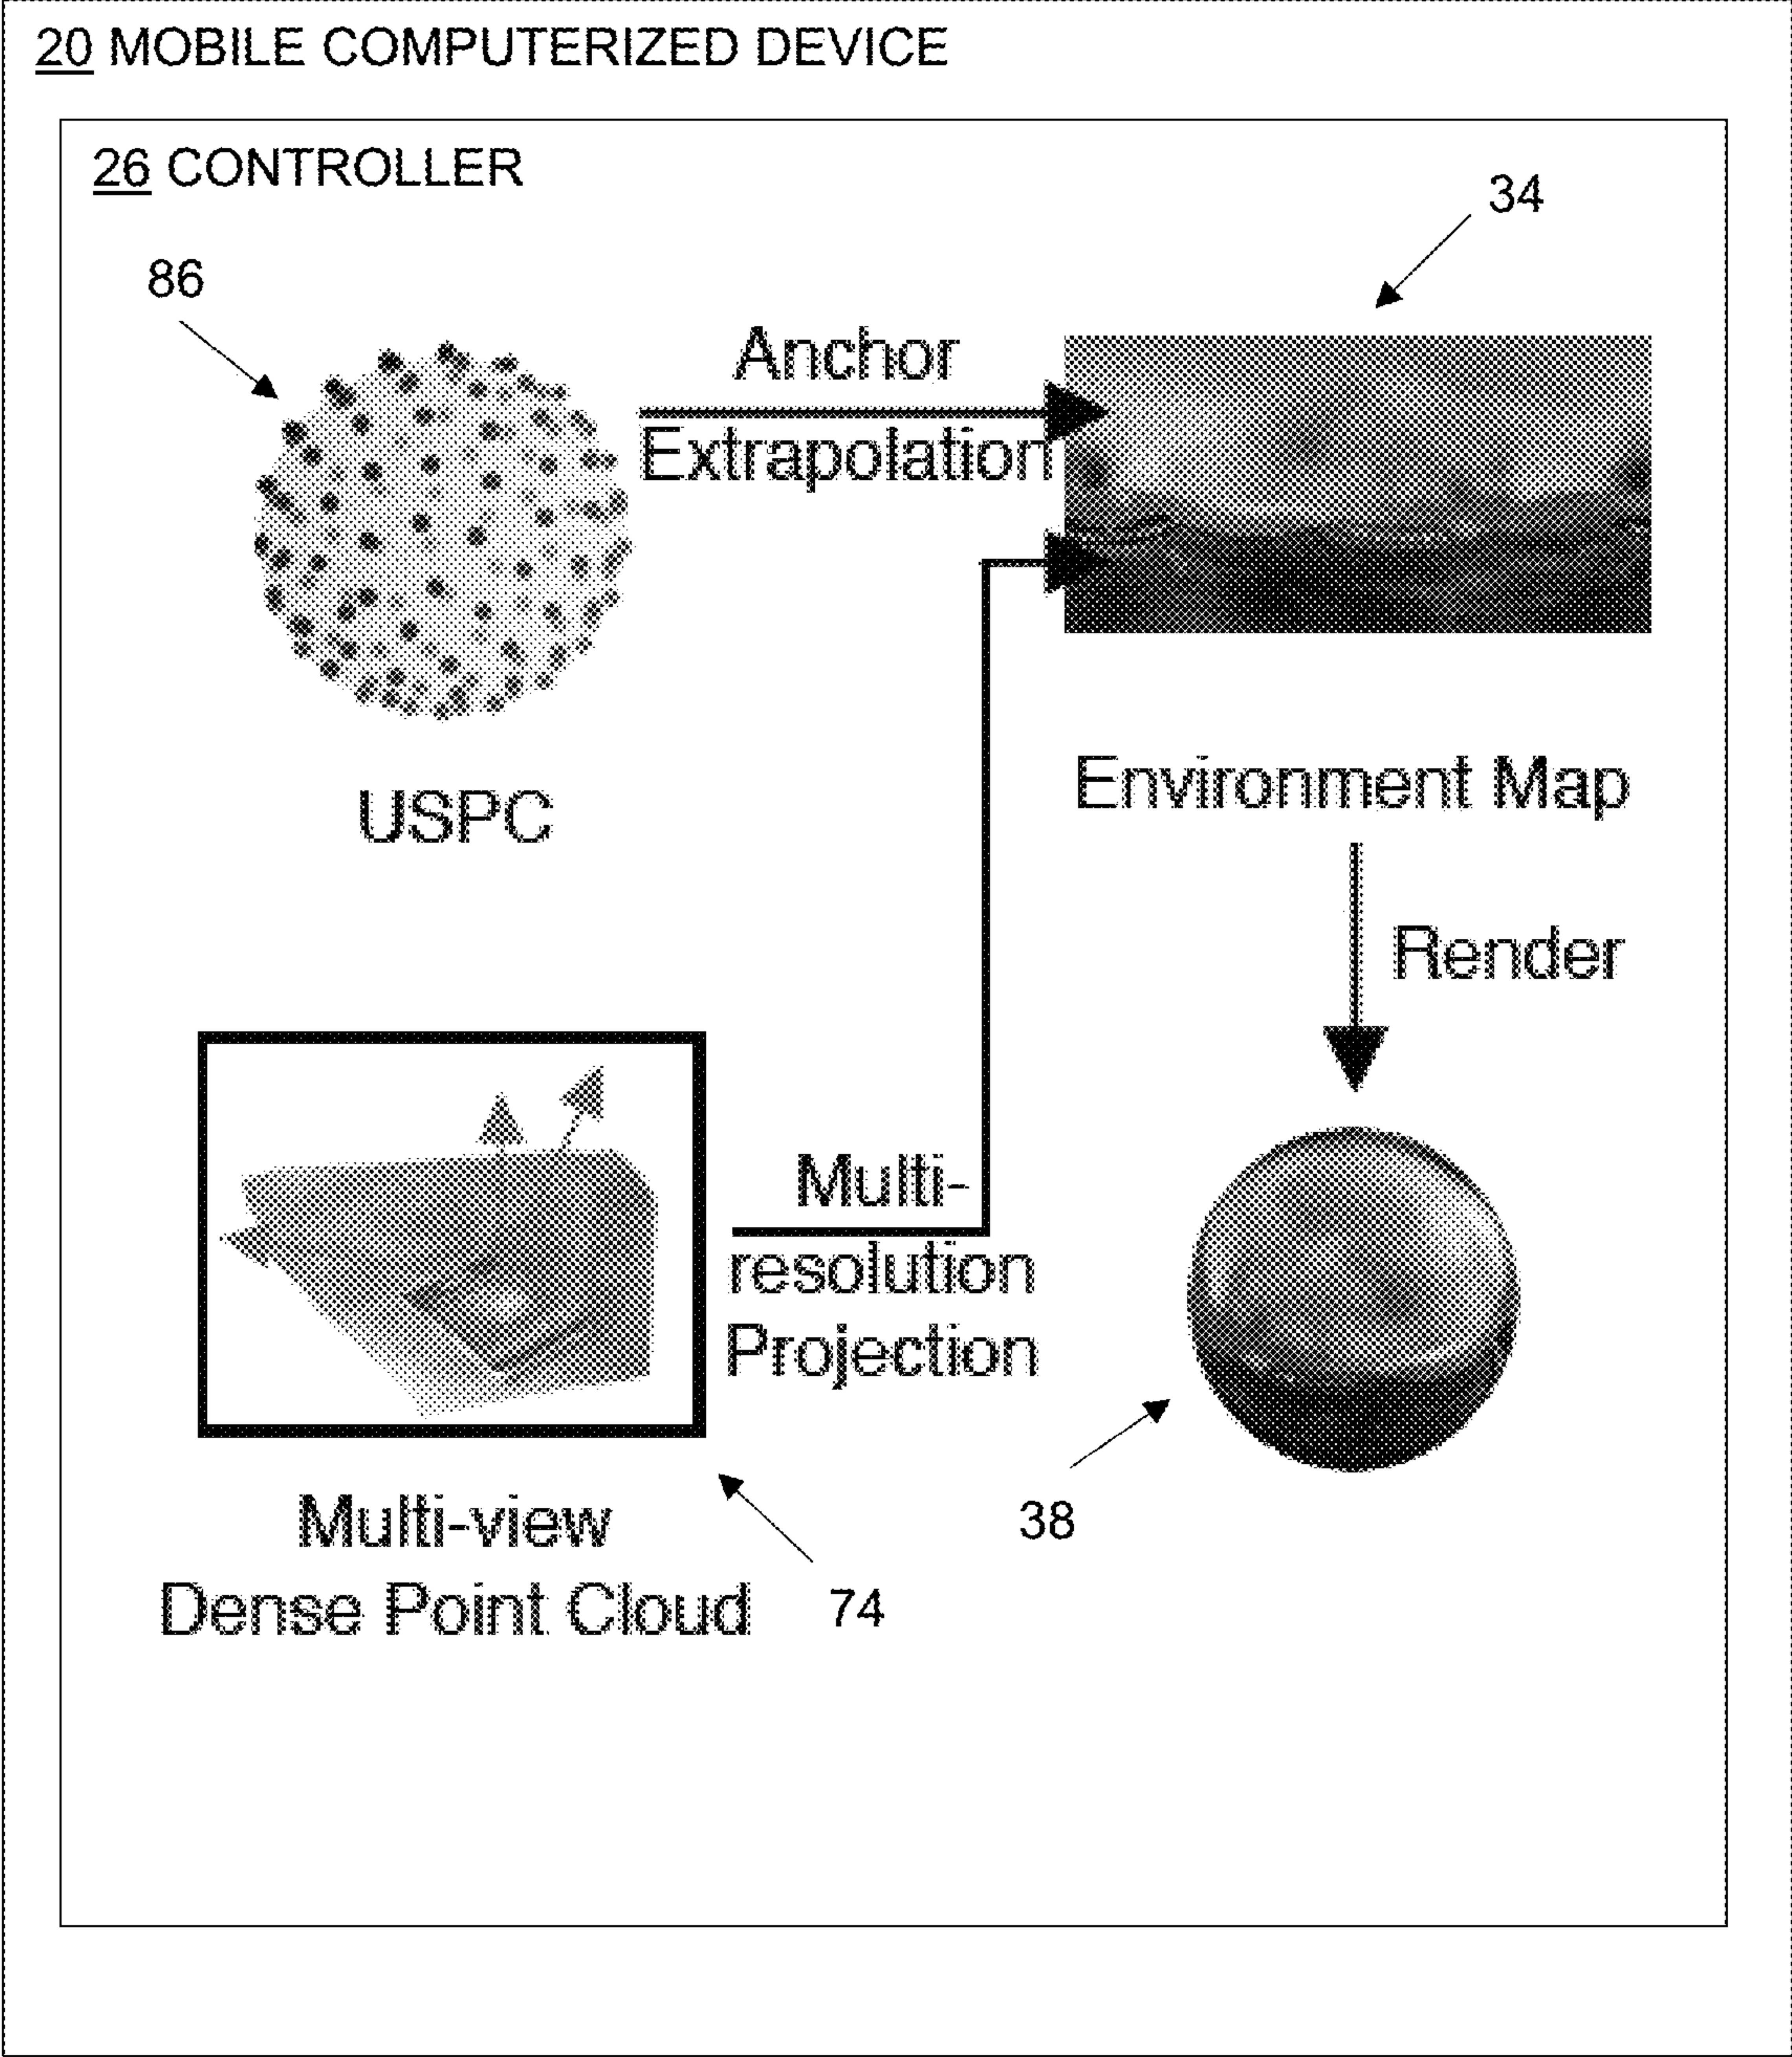 20 MOBILE COMPUTERIZED DEVICE
26 CONTROLLER
34
86
Anchor
Extrapolation
USPC
Environment Map
Render
Multi-
resolution
Projection
38
Multi-view
Dense Point Cloud
74